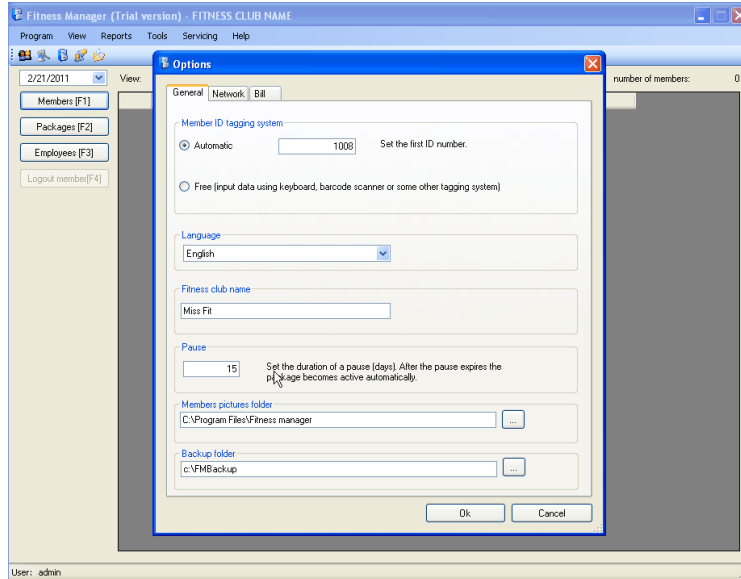 Fitness Manager (Trial version) - FITNESS CLUB NAME
Program View Reports Tools Servicing Help
2/21/2011 View: number of members: 0
Members [F1]
Packages [F2]
Employees [F3]
Logout member[F4]
Options
General Network Bill
Member ID tagging system
Automatic 1008 Set the first ID number.
Free (input data using keyboard, barcode scanner or some other tagging system)
Language
English
Fitness club name
Miss Fit
Pause
15 Set the duration of a pause (days). After the pause expires the
package becomes active automatically.
Members pictures folder
C:\Program Files\Fitness manager ...
Backup folder
c:\FMBackup ...
Ok Cancel
User: admin